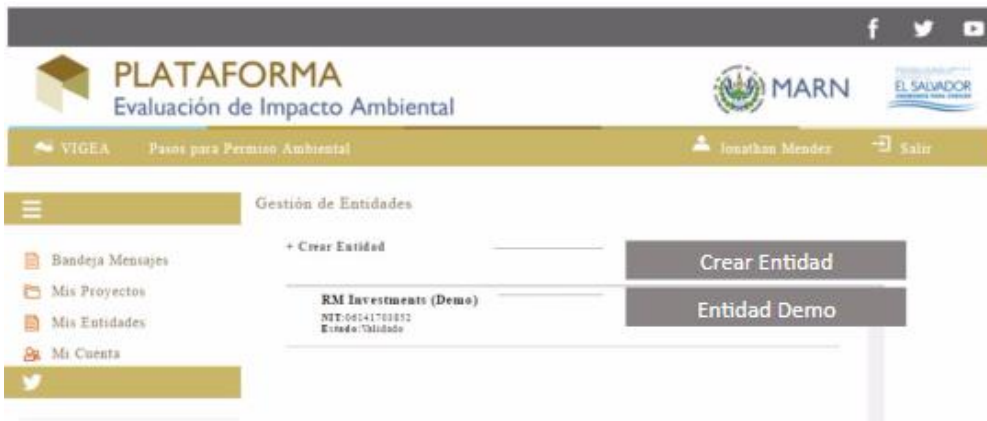 PLATAFORMA
Evaluación de Impacto Ambiental
MARN
EL SALVADOR
VIGEA
Pasos para Permiso Ambiental
Jonathan Mendez
Salir
Gestión de Entidades
+ Crear Entidad
Crear Entidad
Bandeja Mensajes
Mis Proyectos
Mis Entidades
Mi Cuenta
RM Investments (Demo)
Entidad Demo
Estado:Validado